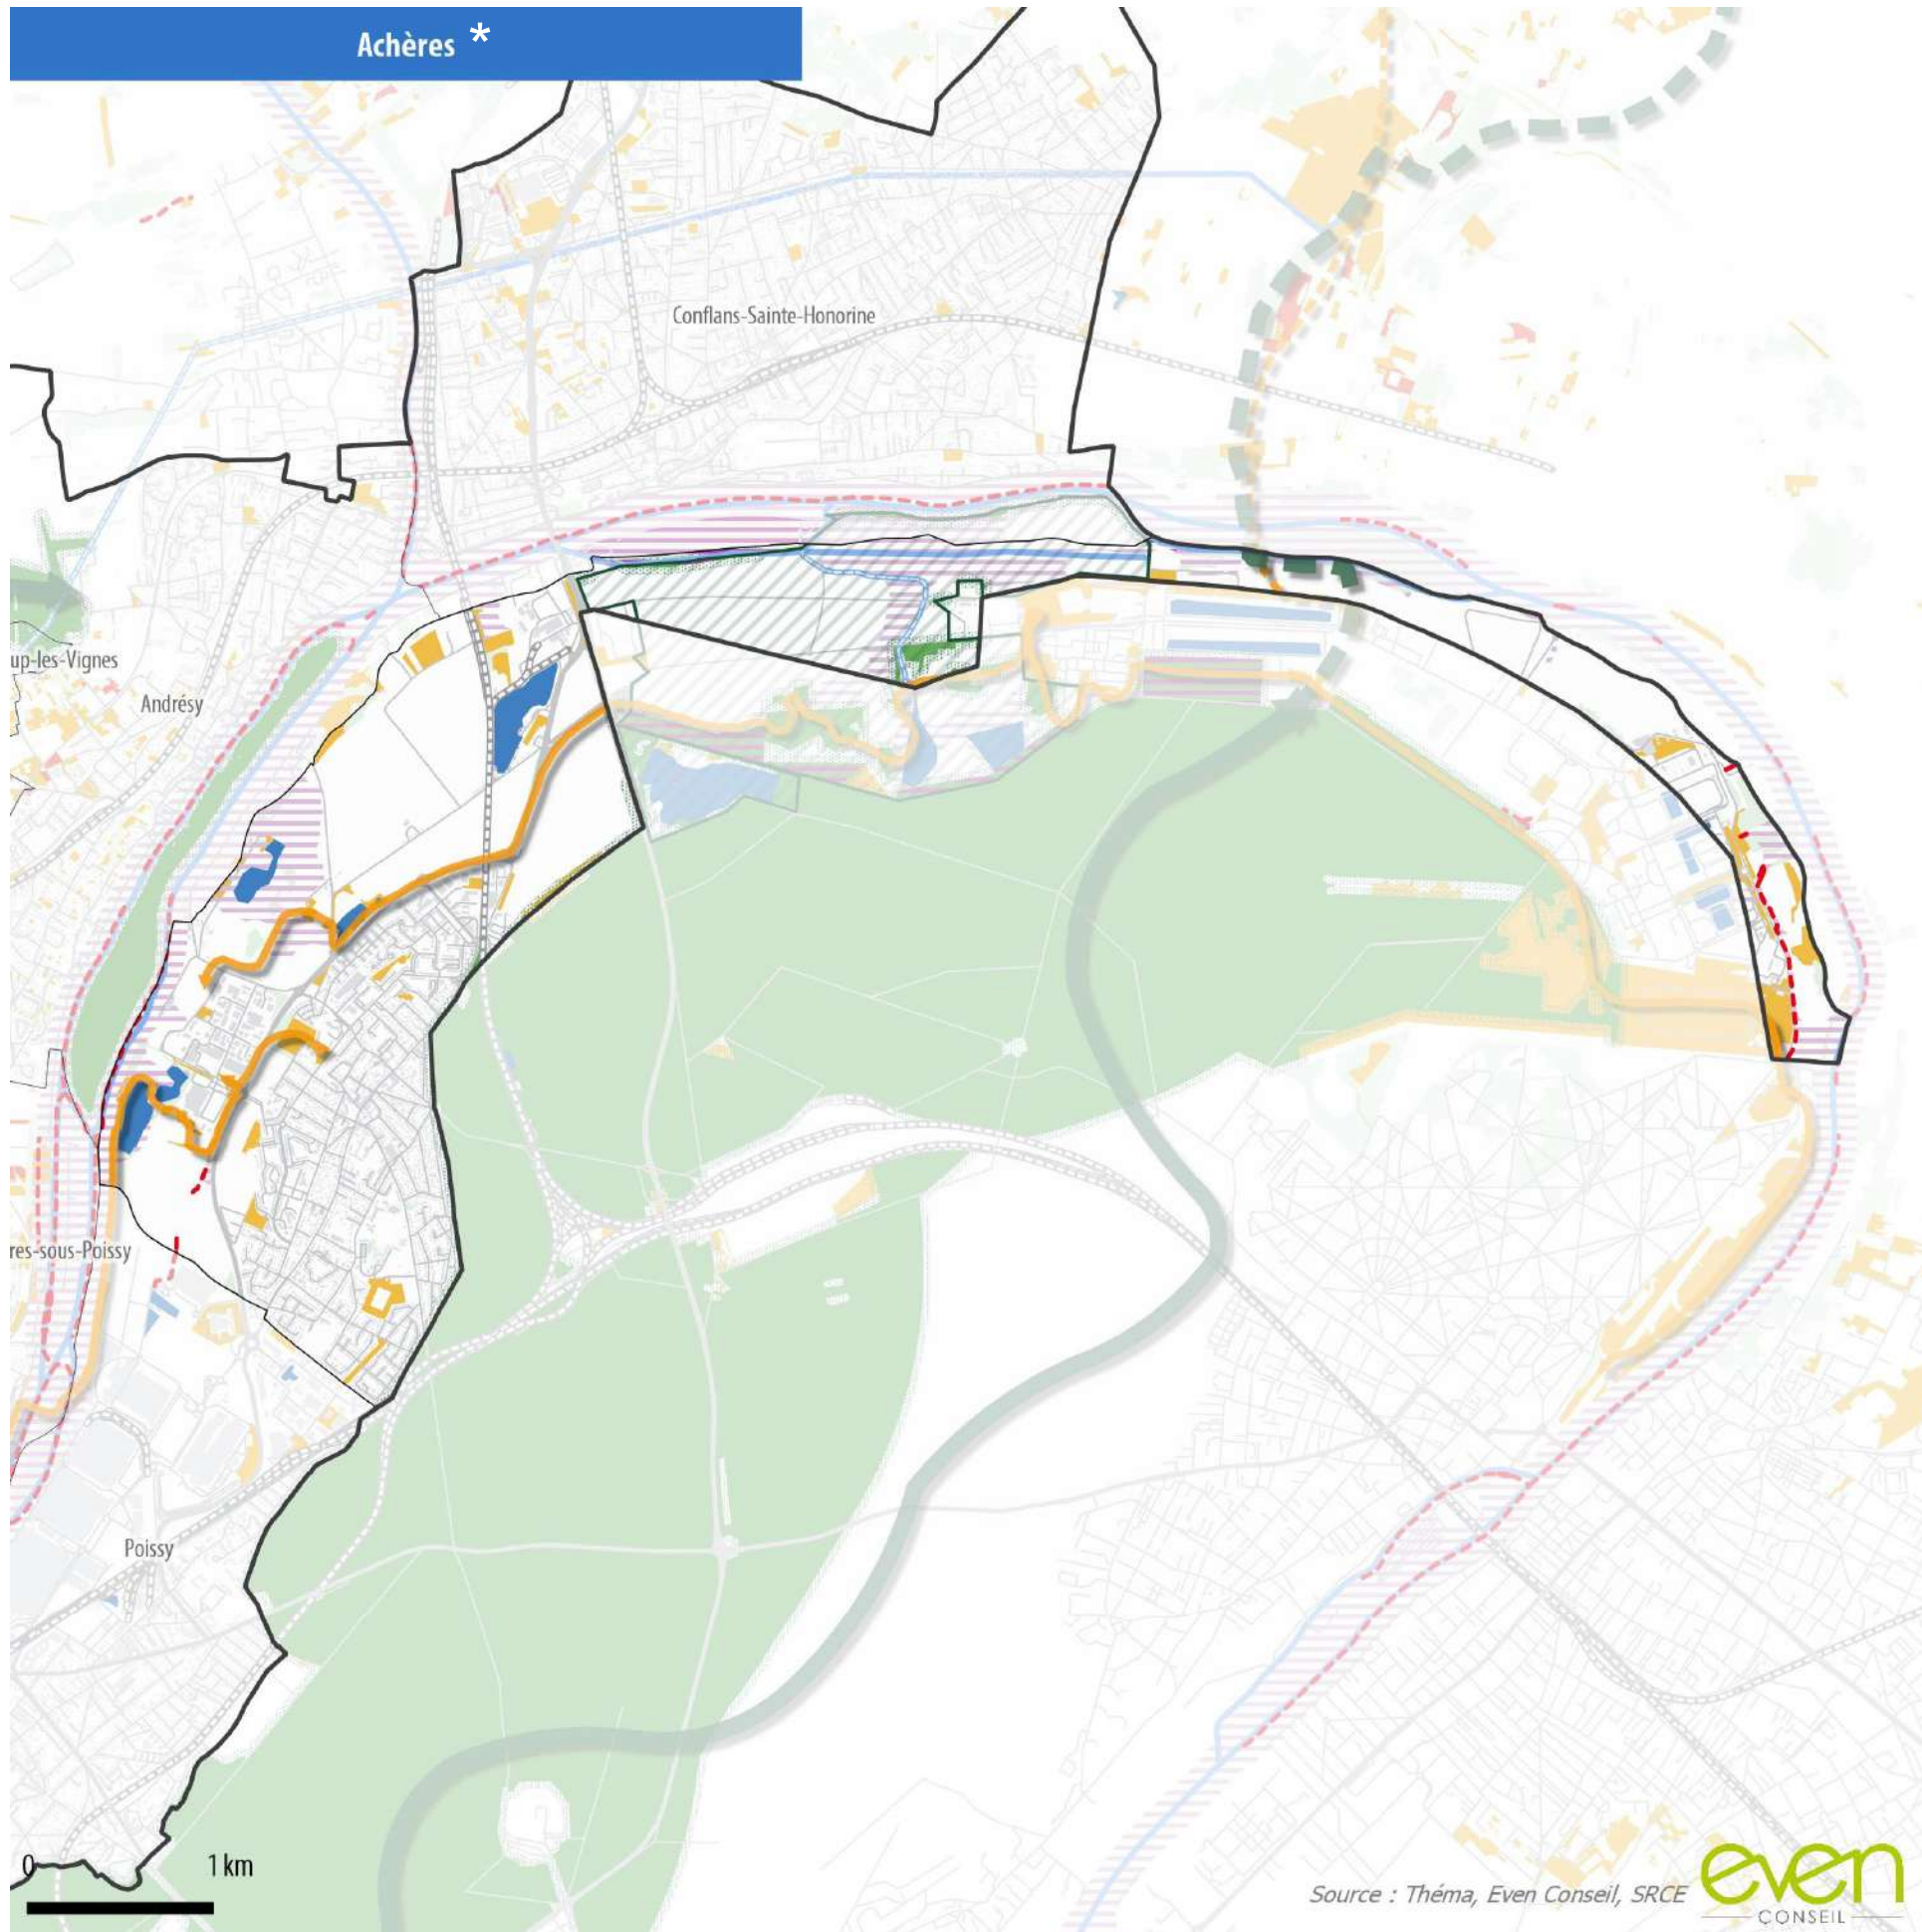 Achères *
Conflans-Sainte-Honorine
up-les-Vignes
Andrésy
res-sous-Poissy
Poissy
0 1 km
Source : Théma, Even Conseil, SRCE
even
CONSEIL